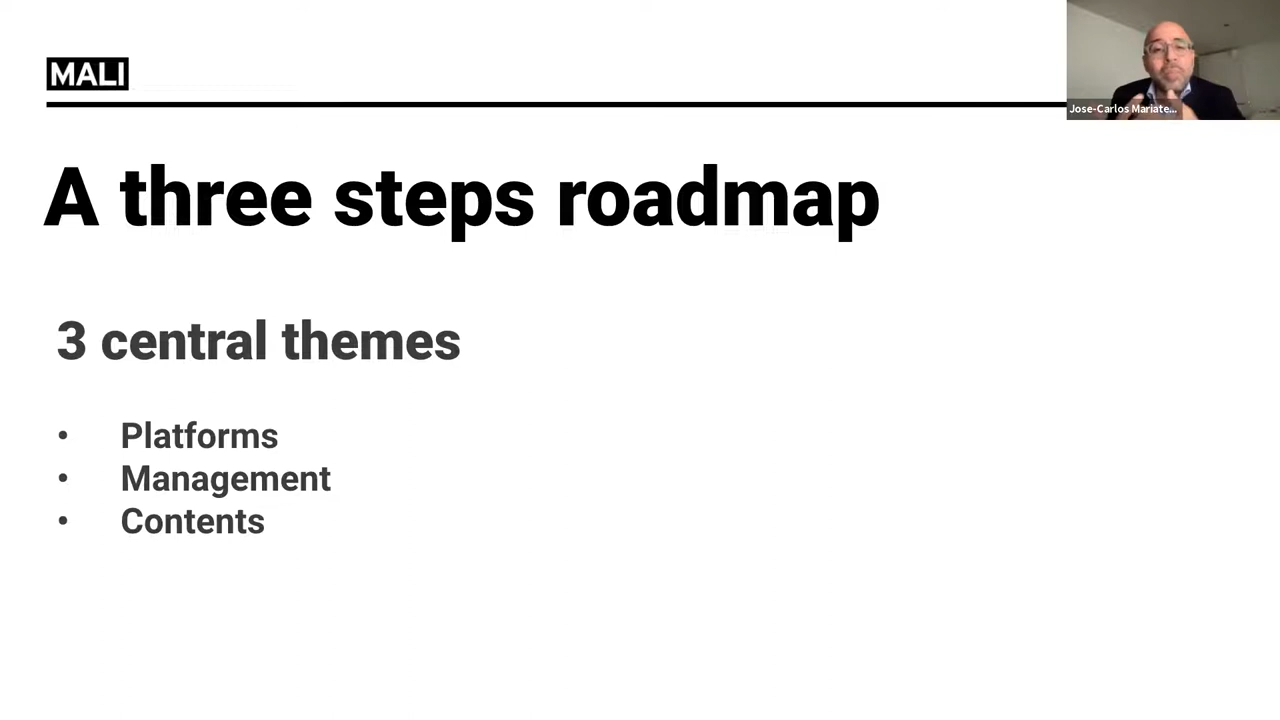 MALI
Jose-Carlos Mariate...
A three steps roadmap
3 central themes
• Platforms
• Management
• Contents